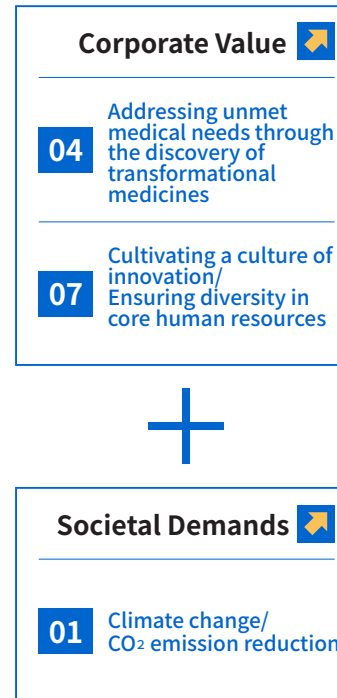 Corporate Value
04
Addressing unmet
medical needs through
the discovery of
transformational
medicines
07
Cultivating a culture of
innovation/
Ensuring diversity in
core human resources
+
Societal Demands
01
Climate change/
CO₂ emission reduction